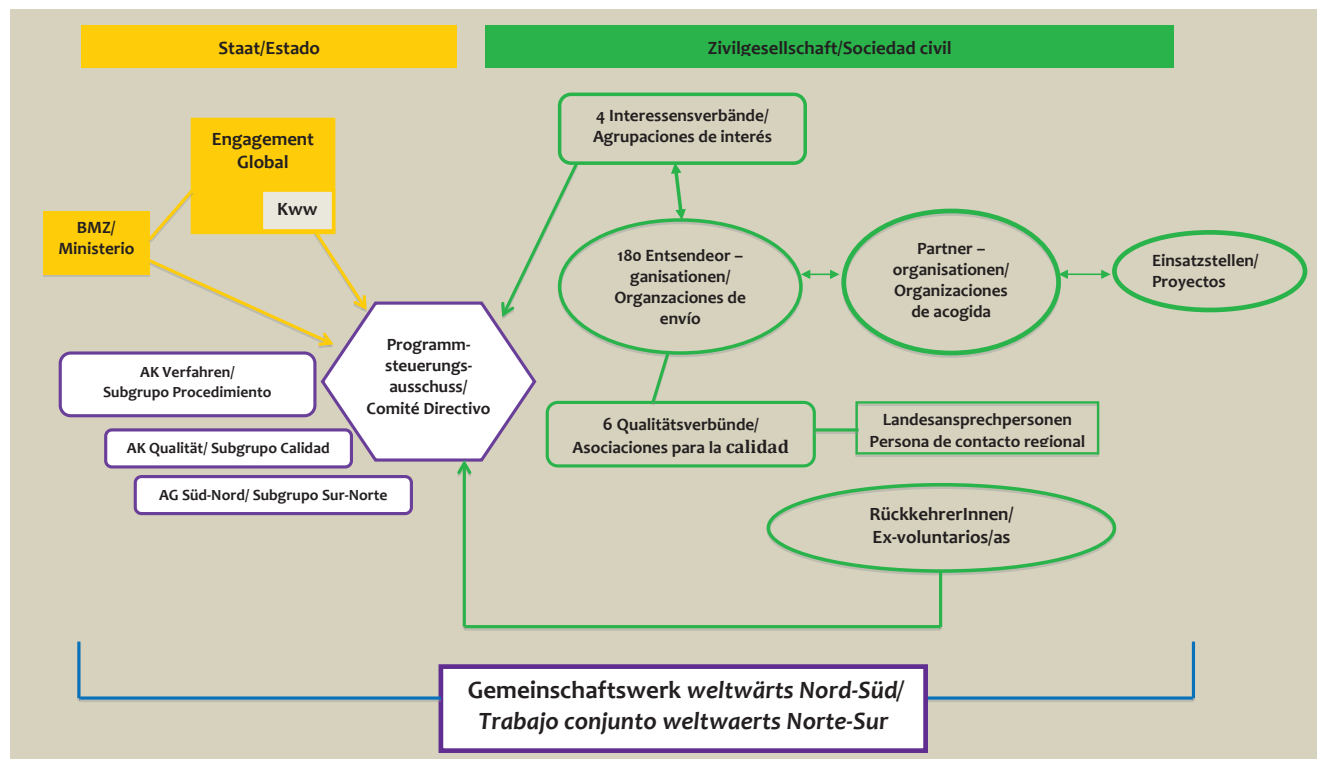 Staat/Estado
Zivilgesellschaft/Sociedad civil
4 Interessensverbände/
Agrupaciones de interés
Engagement
Global
Kww
BMZ/
Ministerio
180 Entsendeor –
ganisationen/
Organzaciones de
envío
Partner –
organisationen/
Organizaciones
de acogida
Einsatzstellen/
Proyectos
Programm-
steuerungs-
ausschuss/
Comité Directivo
AK Verfahren/
Subgrupo Procedimiento
AK Qualität/ Subgrupo Calidad
AG Süd-Nord/ Subgrupo Sur-Norte
6 Qualitätsverbünde/
Asociaciones para la calidad
Landesansprechpersonen
Persona de contacto regional
RückkehrerInnen/
Ex-voluntarios/as
Gemeinschaftswerk weltwärts Nord-Süd/
Trabajo conjunto weltwaerts Norte-Sur